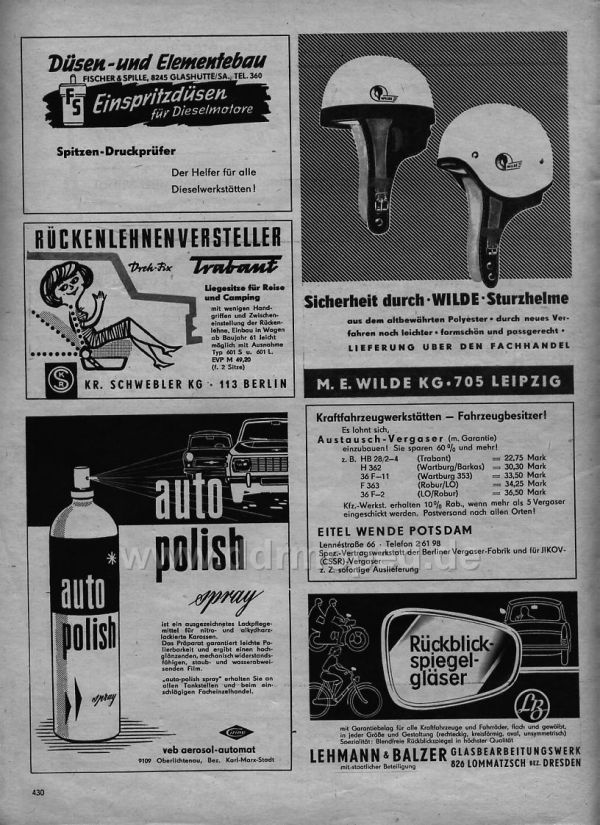 Düsen- und Elementebau
FISCHER & SPILLE, 8245 GLASHÜTTE/SA., TEL. 360
FS
Einspritzdüsen
für Dieselmotore
Spitzen-Druckprüfer
Der Helfer für alle
Dieselwerkstätten!
WILDE
WILDE
Sicherheit durch · WILDE · Sturzhelme
aus dem altbewährten Polyester · durch neues Ver-
fahren noch leichter · formschön und passgerecht ·
LIEFERUNG ÜBER DEN FACHHANDEL
M. E. WILDE KG · 705 LEIPZIG
RÜCKENLEHNENVERSTELLER
Dreh-Fix Trabant
Liegesitze für Reise
und Camping
mit wenigen Hand-
griffen und Zwischen-
einstellung der Rücken-
lehne, Einbau in Wagen
ab Baujahr 61 leicht
möglich mit Ausnahme
Typ 601 S u. 601 L.
EVP M 49,20
(f. 2 Sitze)
KSB
KR. SCHWEBLER KG · 113 BERLIN
Kraftfahrzeugwerkstätten — Fahrzeugbesitzer!
Es lohnt sich,
Austausch-Vergaser (m. Garantie)
einzubauen! Sie sparen 60 % und mehr!
z. B. HB 28/2-4 (Trabant) = 22,75 Mark
H 362 (Wartburg/Barkas) = 30,30 Mark
36 F-11 (Wartburg 353) = 33,50 Mark
F 363 (Robur/LO) = 34,25 Mark
36 F-2 (LO/Robur) = 36,50 Mark
Kfz.-Werkst. erhalten 10 % Rab., wenn mehr als 5 Vergaser
eingeschickt werden. Postversand nach allen Orten!
EITEL WENDE POTSDAM
Lennéstraße 66 · Telefon 2 61 98
Spez.-Vertragswerkstatt der Berliner Vergaser-Fabrik und für JIKOV-
(ČSSR)-Vergaser
z. Z. sofortige Auslieferung
auto
polish
spray
*
auto
polish
spray
ist ein ausgezeichnetes Lackpflege-
mittel für nitro- und alkydharz-
lackierte Karossen.
Das Präparat garantiert leichte Po-
lierbarkeit und ergibt einen hoch-
glänzenden, mechanisch widerstands-
fähigen, staub- und wasserabwei-
senden Film.
„auto-polish spray" erhalten Sie an
allen Tankstellen und beim ein-
schlägigen Facheinzelhandel.
veb aerosol-automat
9109 Oberlichtenau, Bez. Karl-Marx-Stadt
Rückblick-
spiegel-
gläser
LB
mit Garantiebelag für alle Kraftfahrzeuge und Fahrräder, flach und gewölbt,
in jeder Größe und Gestaltung (rechteckig, kreisförmig, oval, unsymmetrisch)
Spezialität: Blendfreie Rückblickspiegel in höchster Qualität
LEHMANN & BALZER GLASBEARBEITUNGSWERK
mit staatlicher Beteiligung 826 LOMMATZSCH BEZ. DRESDEN
430